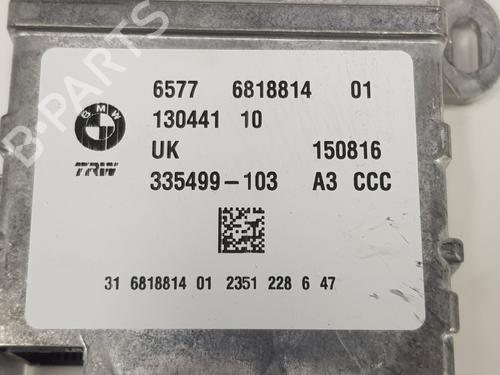 B-PARTS
BMW
6577 6818814 01
130441 10
UK 150816
TRW
335499-103 A3 CCC
31 6818814 01 2351 228 6 47